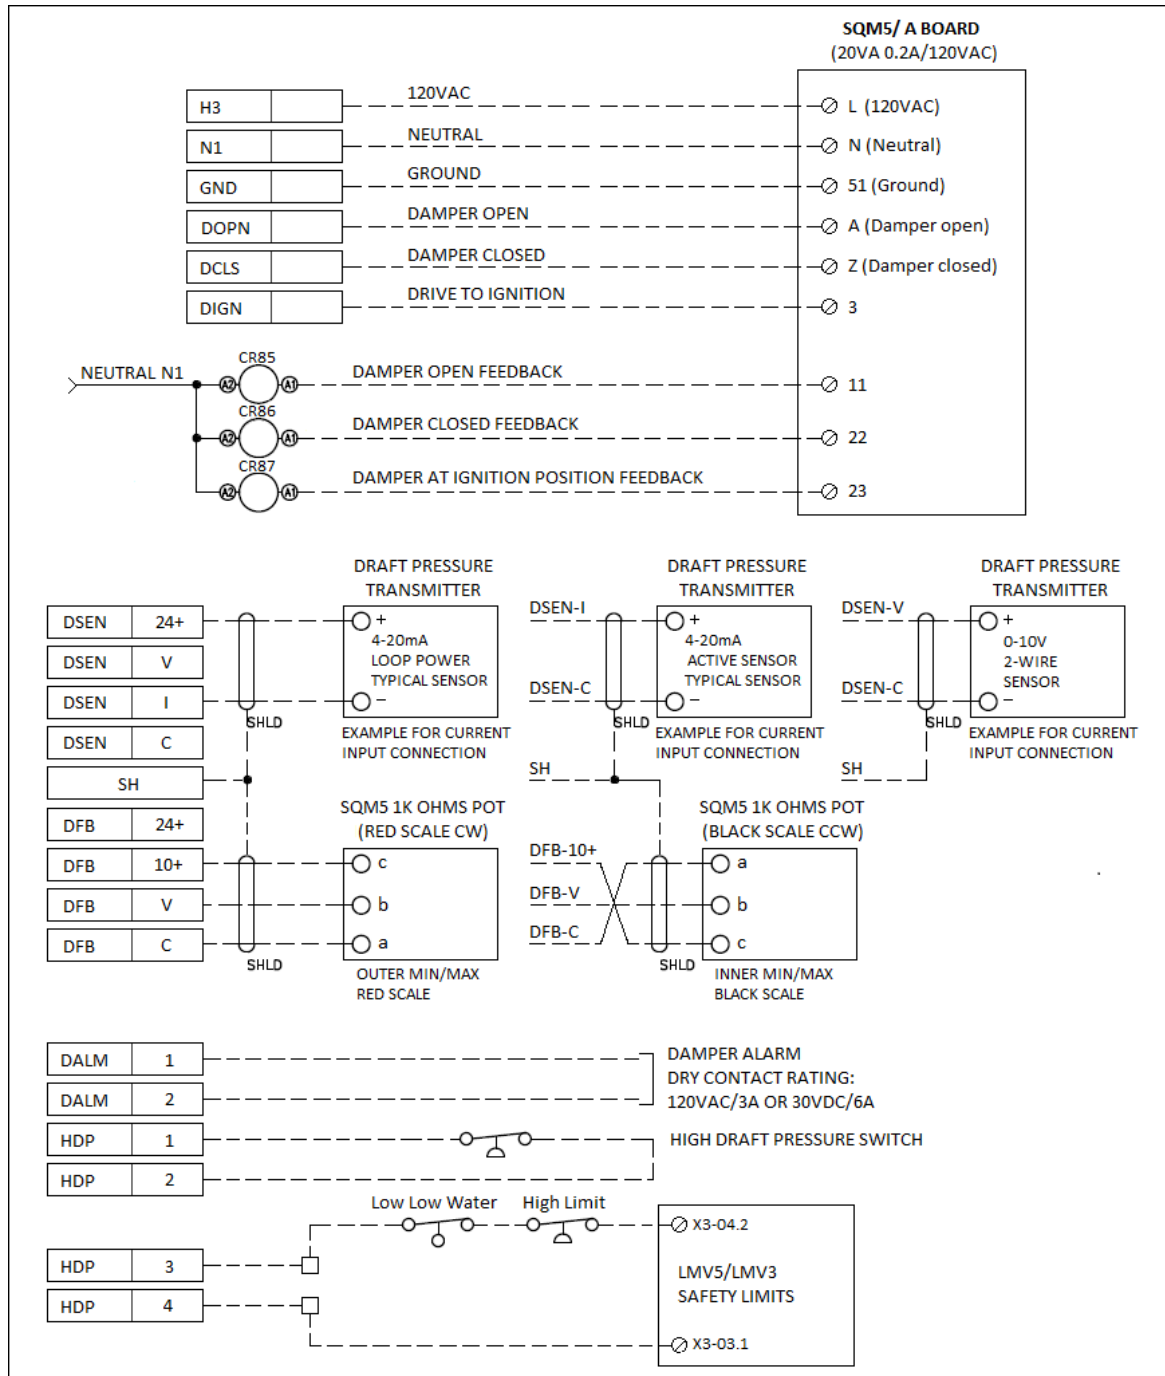 SQM5/ A BOARD
(20VA 0.2A/120VAC)
H3 120VAC L (120VAC)
N1 NEUTRAL N (Neutral)
GND GROUND 51 (Ground)
DOPN DAMPER OPEN A (Damper open)
DCLS DAMPER CLOSED Z (Damper closed)
DIGN DRIVE TO IGNITION 3
CR85
NEUTRAL N1 A2 A1 DAMPER OPEN FEEDBACK 11
CR86
A2 A1 DAMPER CLOSED FEEDBACK 22
CR87
A2 A1 DAMPER AT IGNITION POSITION FEEDBACK 23
DRAFT PRESSURE
TRANSMITTER
DSEN 24+
DSEN V
DSEN I
DSEN C
SH
+
4-20mA
LOOP POWER
TYPICAL SENSOR
−
SHLD
EXAMPLE FOR CURRENT
INPUT CONNECTION
DRAFT PRESSURE
TRANSMITTER
DSEN-I
+
4-20mA
ACTIVE SENSOR
TYPICAL SENSOR
DSEN-C
−
SHLD
EXAMPLE FOR CURRENT
INPUT CONNECTION
SH
DRAFT PRESSURE
TRANSMITTER
DSEN-V
+
0-10V
2-WIRE
SENSOR
DSEN-C
−
SHLD
EXAMPLE FOR CURRENT
INPUT CONNECTION
SH
DFB 24+
DFB 10+
DFB V
DFB C
SQM5 1K OHMS POT
(RED SCALE CW)
c
b
a
SHLD
OUTER MIN/MAX
RED SCALE
SQM5 1K OHMS POT
(BLACK SCALE CCW)
DFB-10+
DFB-V
DFB-C
a
b
c
SHLD
INNER MIN/MAX
BLACK SCALE
DALM 1
DALM 2
DAMPER ALARM
DRY CONTACT RATING:
120VAC/3A OR 30VDC/6A
HDP 1
HDP 2
HIGH DRAFT PRESSURE SWITCH
Low Low Water High Limit
HDP 3
HDP 4
X3-04.2
LMV5/LMV3
SAFETY LIMITS
X3-03.1